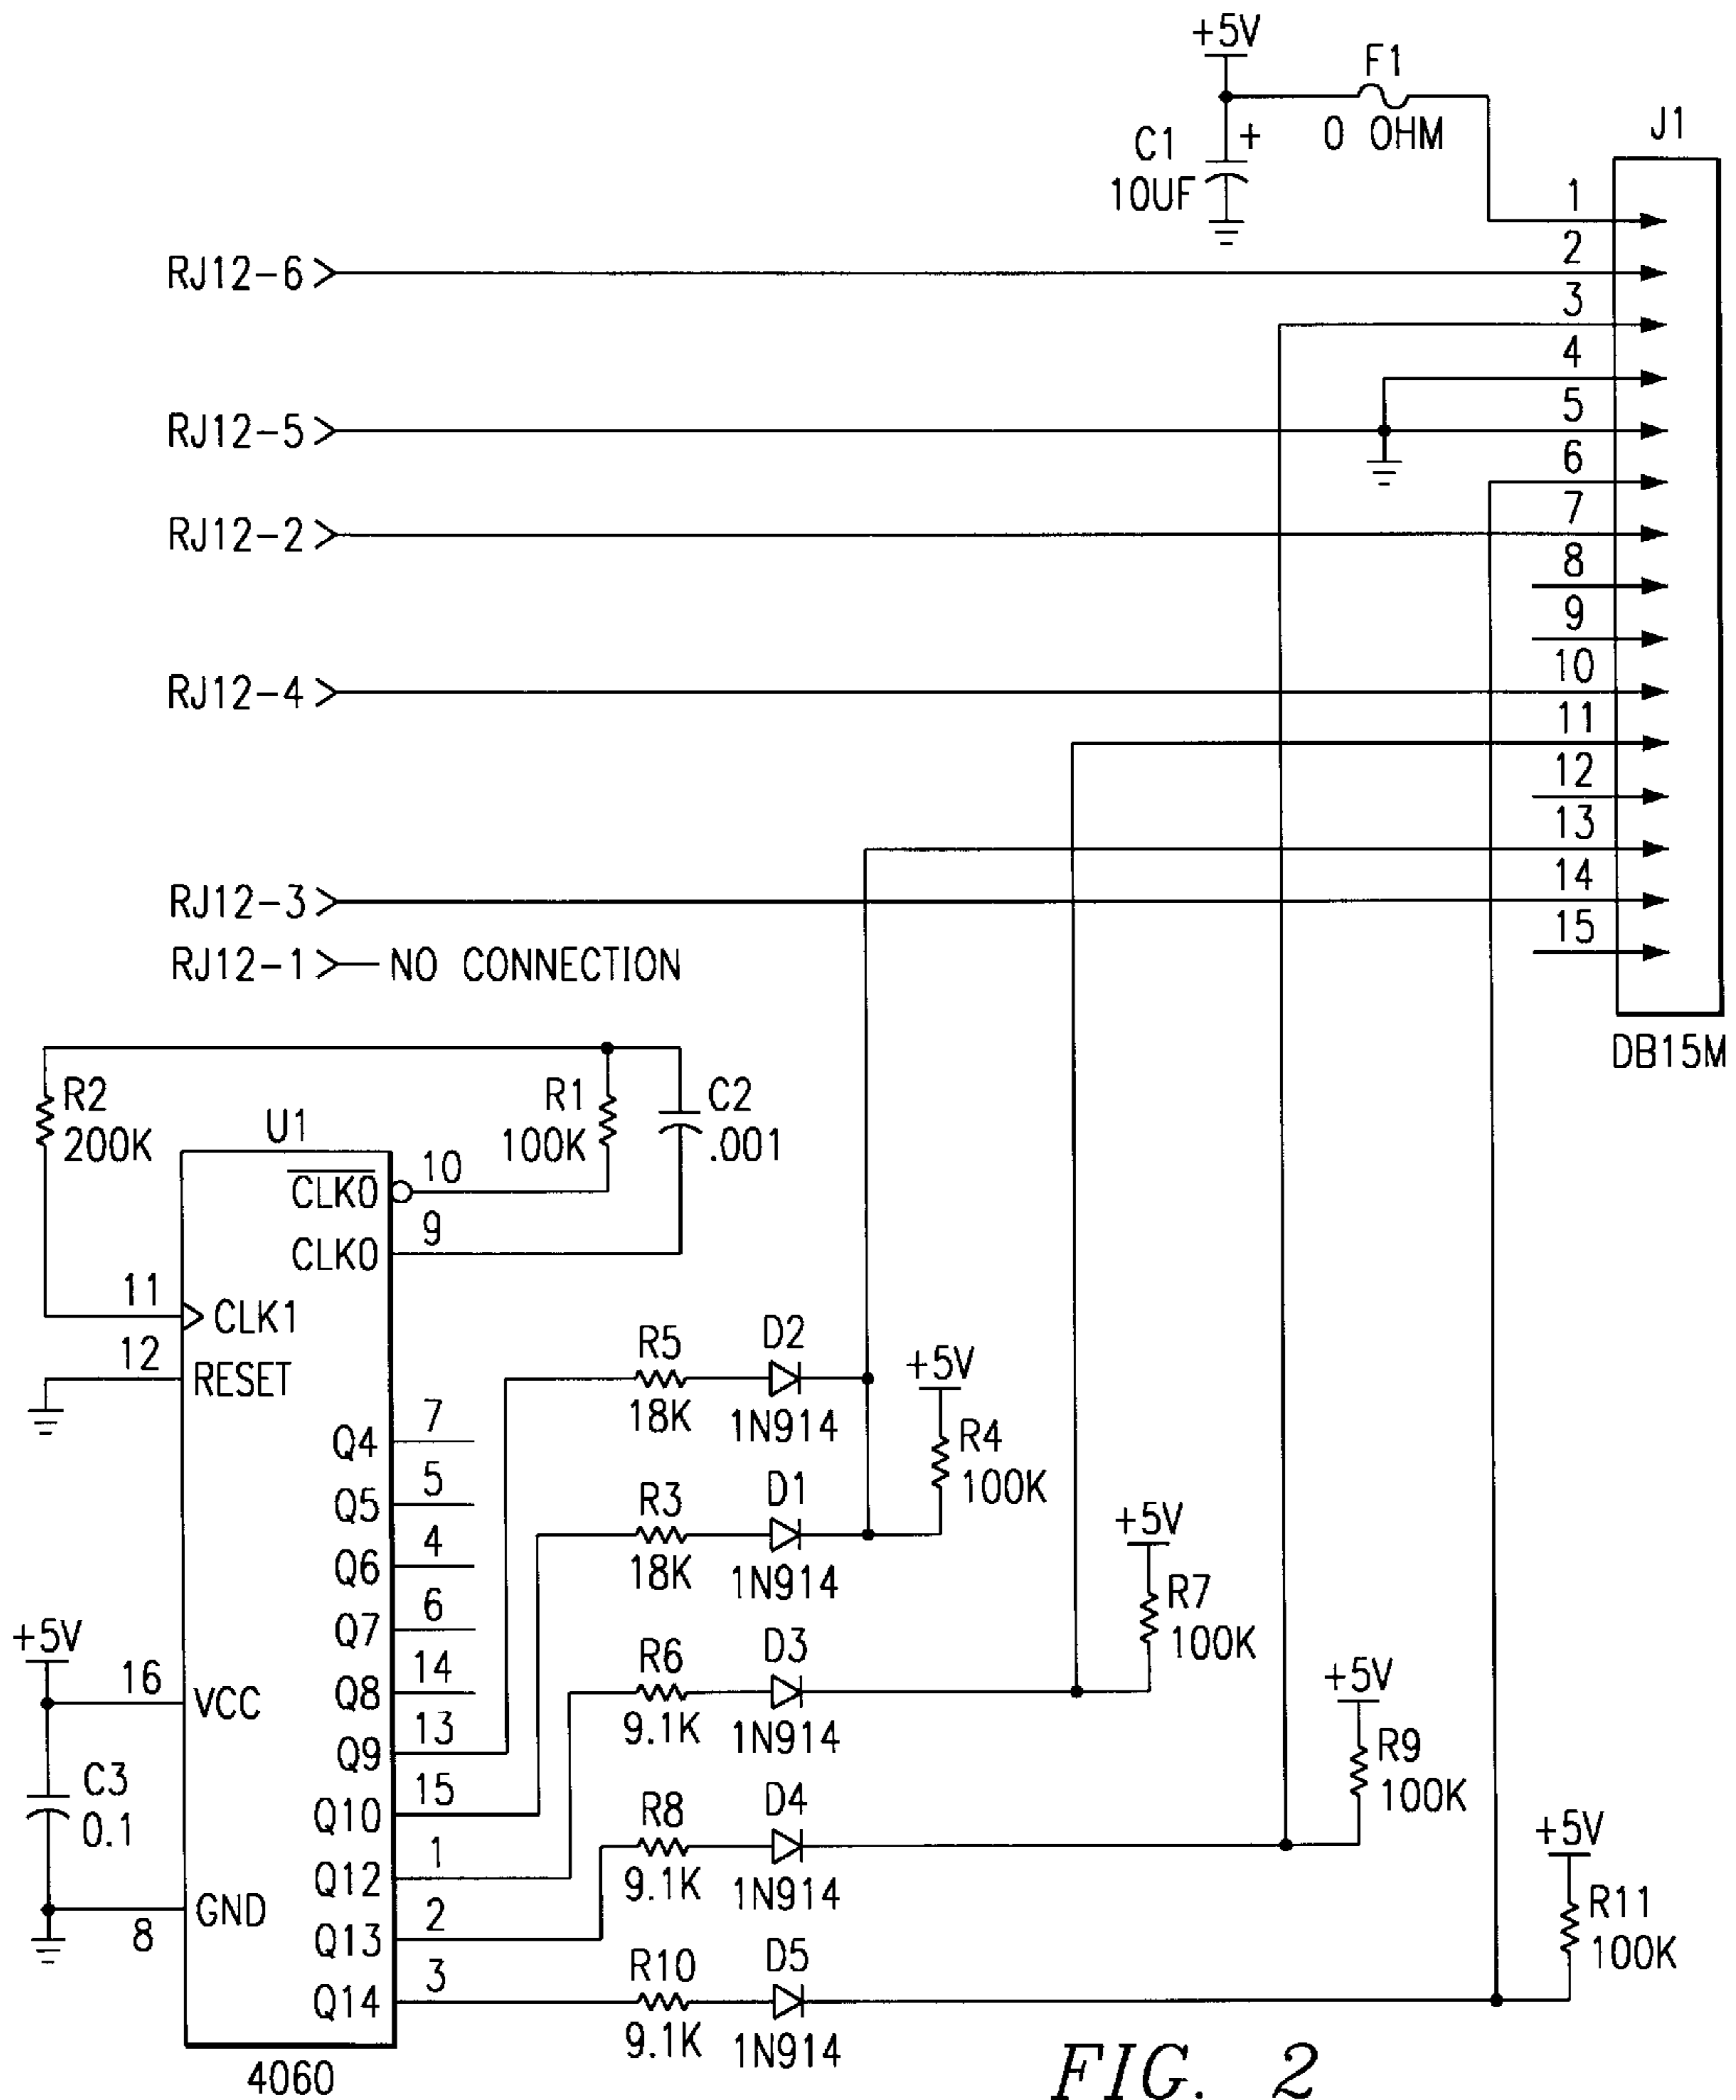 +5V
F1
0 OHM
C1
+
10UF
J1
1
2
RJ12-6
3
4
RJ12-5
5
6
RJ12-2
7
8
9
RJ12-4
10
11
12
13
RJ12-3
14
RJ12-1
NO CONNECTION
15
DB15M
R2
200K
R1
100K
C2
.001
U1
CLK0
10
CLK0
9
11
CLK1
12
RESET
R5
18K
D2
1N914
+5V
R4
100K
Q4
7
Q5
5
R3
18K
D1
1N914
Q6
4
Q7
6
+5V
R7
100K
+5V
16
VCC
Q8
14
R6
9.1K
D3
1N914
Q9
13
+5V
R9
100K
C3
0.1
Q10
15
R8
9.1K
D4
1N914
Q12
1
+5V
R11
100K
8
GND
Q13
2
Q14
3
R10
9.1K
D5
1N914
4060
FIG. 2